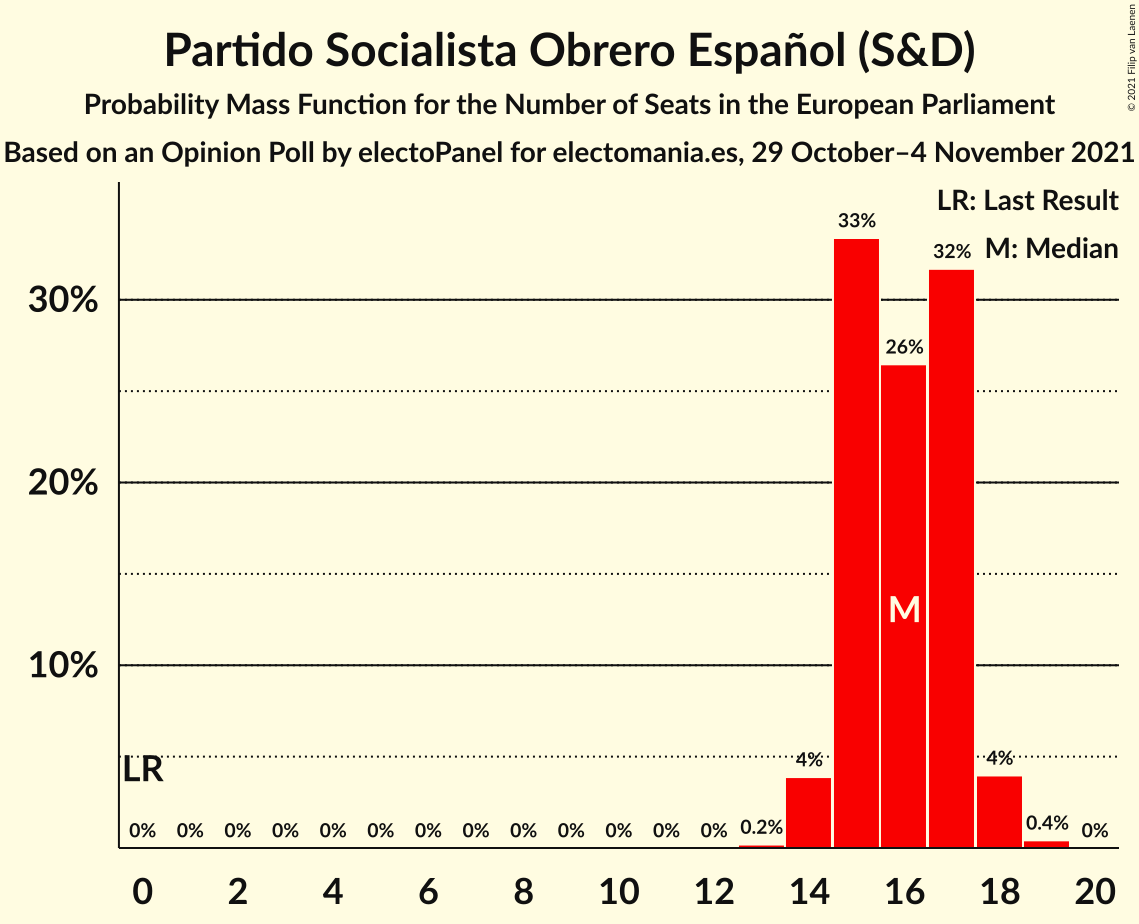 Partido Socialista Obrero Español (S&D)
Probability Mass Function for the Number of Seats in the European Parliament
Based on an Opinion Poll by electoPanel for electomania.es, 29 October–4 November 2021
© 2021 Filip van Laenen
LR: Last Result
M: Median
33%
32%
30%
26%
20%
M
10%
LR
4%
4%
0% 0% 0% 0% 0% 0% 0% 0% 0% 0% 0% 0% 0% 0.2% 0.4% 0%
0 2 4 6 8 10 12 14 16 18 20